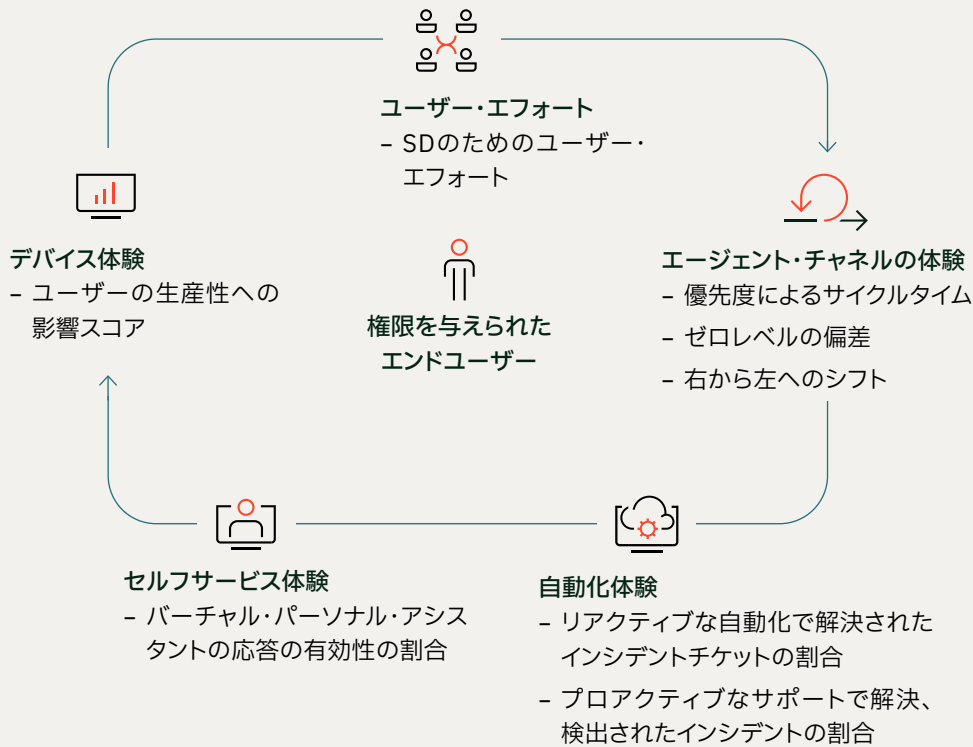 ユーザー・エフォート
– SDのためのユーザー・
エフォート
デバイス体験
– ユーザーの生産性への
影響スコア
権限を与えられた
エンドユーザー
エージェント・チャネルの体験
– 優先度によるサイクルタイム
– ゼロレベルの偏差
– 右から左へのシフト
セルフサービス体験
– バーチャル・パーソナル・アシス
タントの応答の有効性の割合
自動化体験
– リアクティブな自動化で解決された
インシデントチケットの割合
– プロアクティブなサポートで解決、
検出されたインシデントの割合